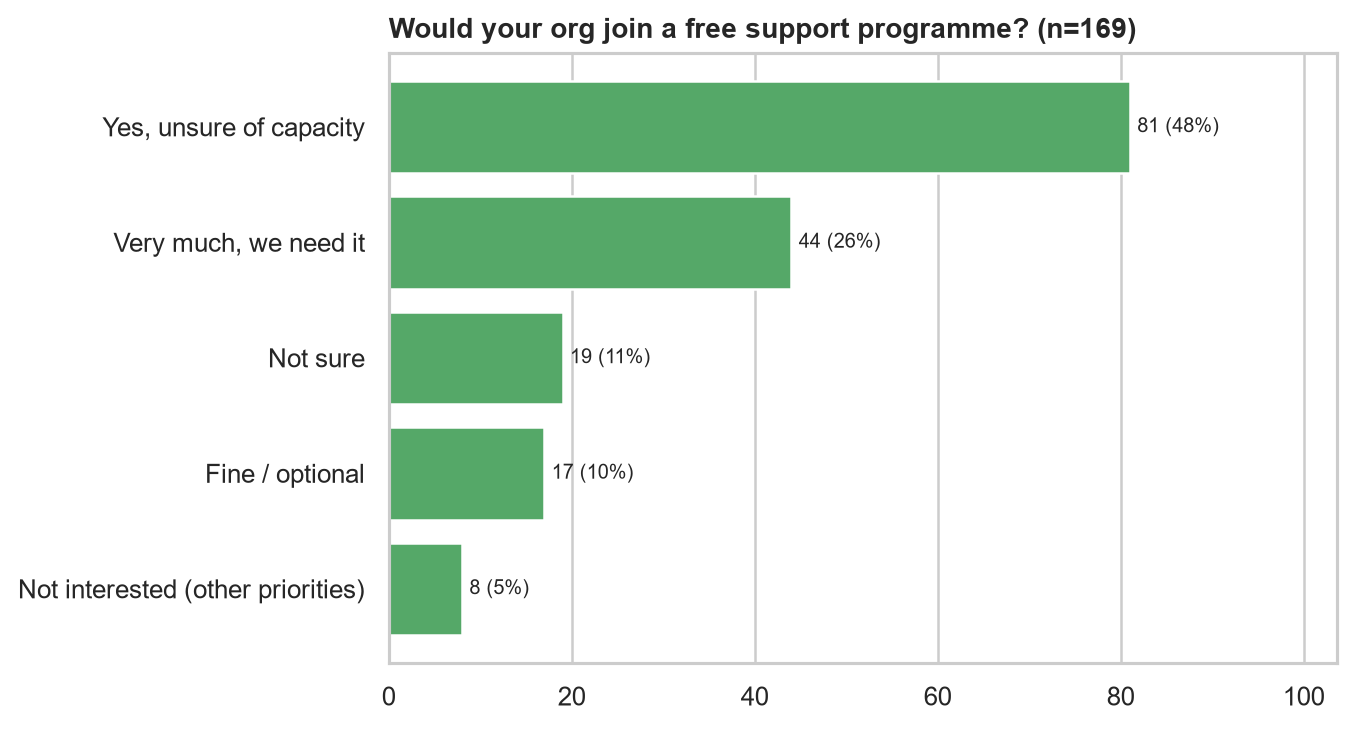 Would your org join a free support programme? (n=169)
Yes, unsure of capacity
81 (48%)
Very much, we need it
44 (26%)
Not sure
19 (11%)
Fine / optional
17 (10%)
Not interested (other priorities)
8 (5%)
0 20 40 60 80 100